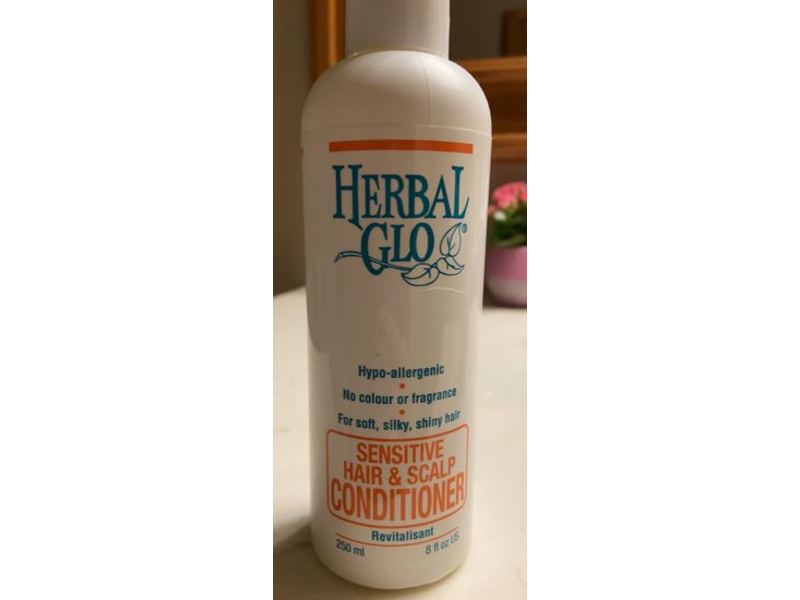 HERBAL
GLO®
Hypo-allergenic
No colour or fragrance
For soft, silky, shiny hair
SENSITIVE
HAIR & SCALP
CONDITIONER
Revitalisant
250 ml 8 fl oz US